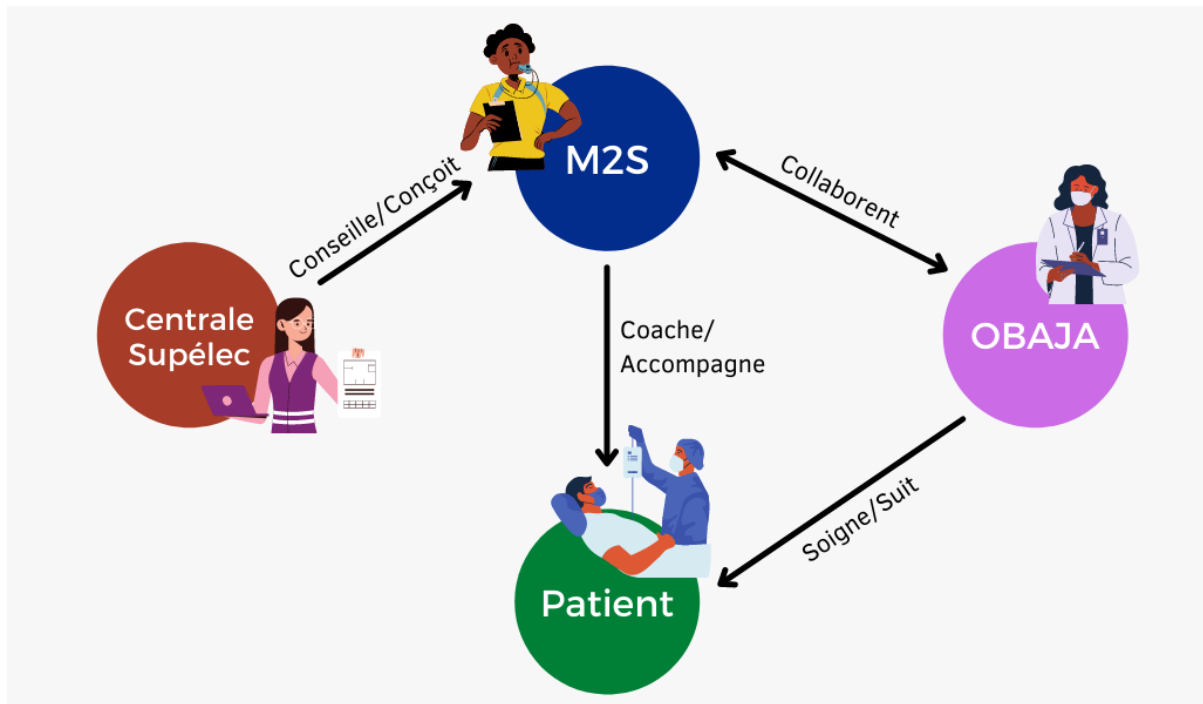 M2S
Conseille/Conçoit
Collaborent
Centrale
Supélec
Coache/
Accompagne
OBAJA
Soigne/Suit
Patient